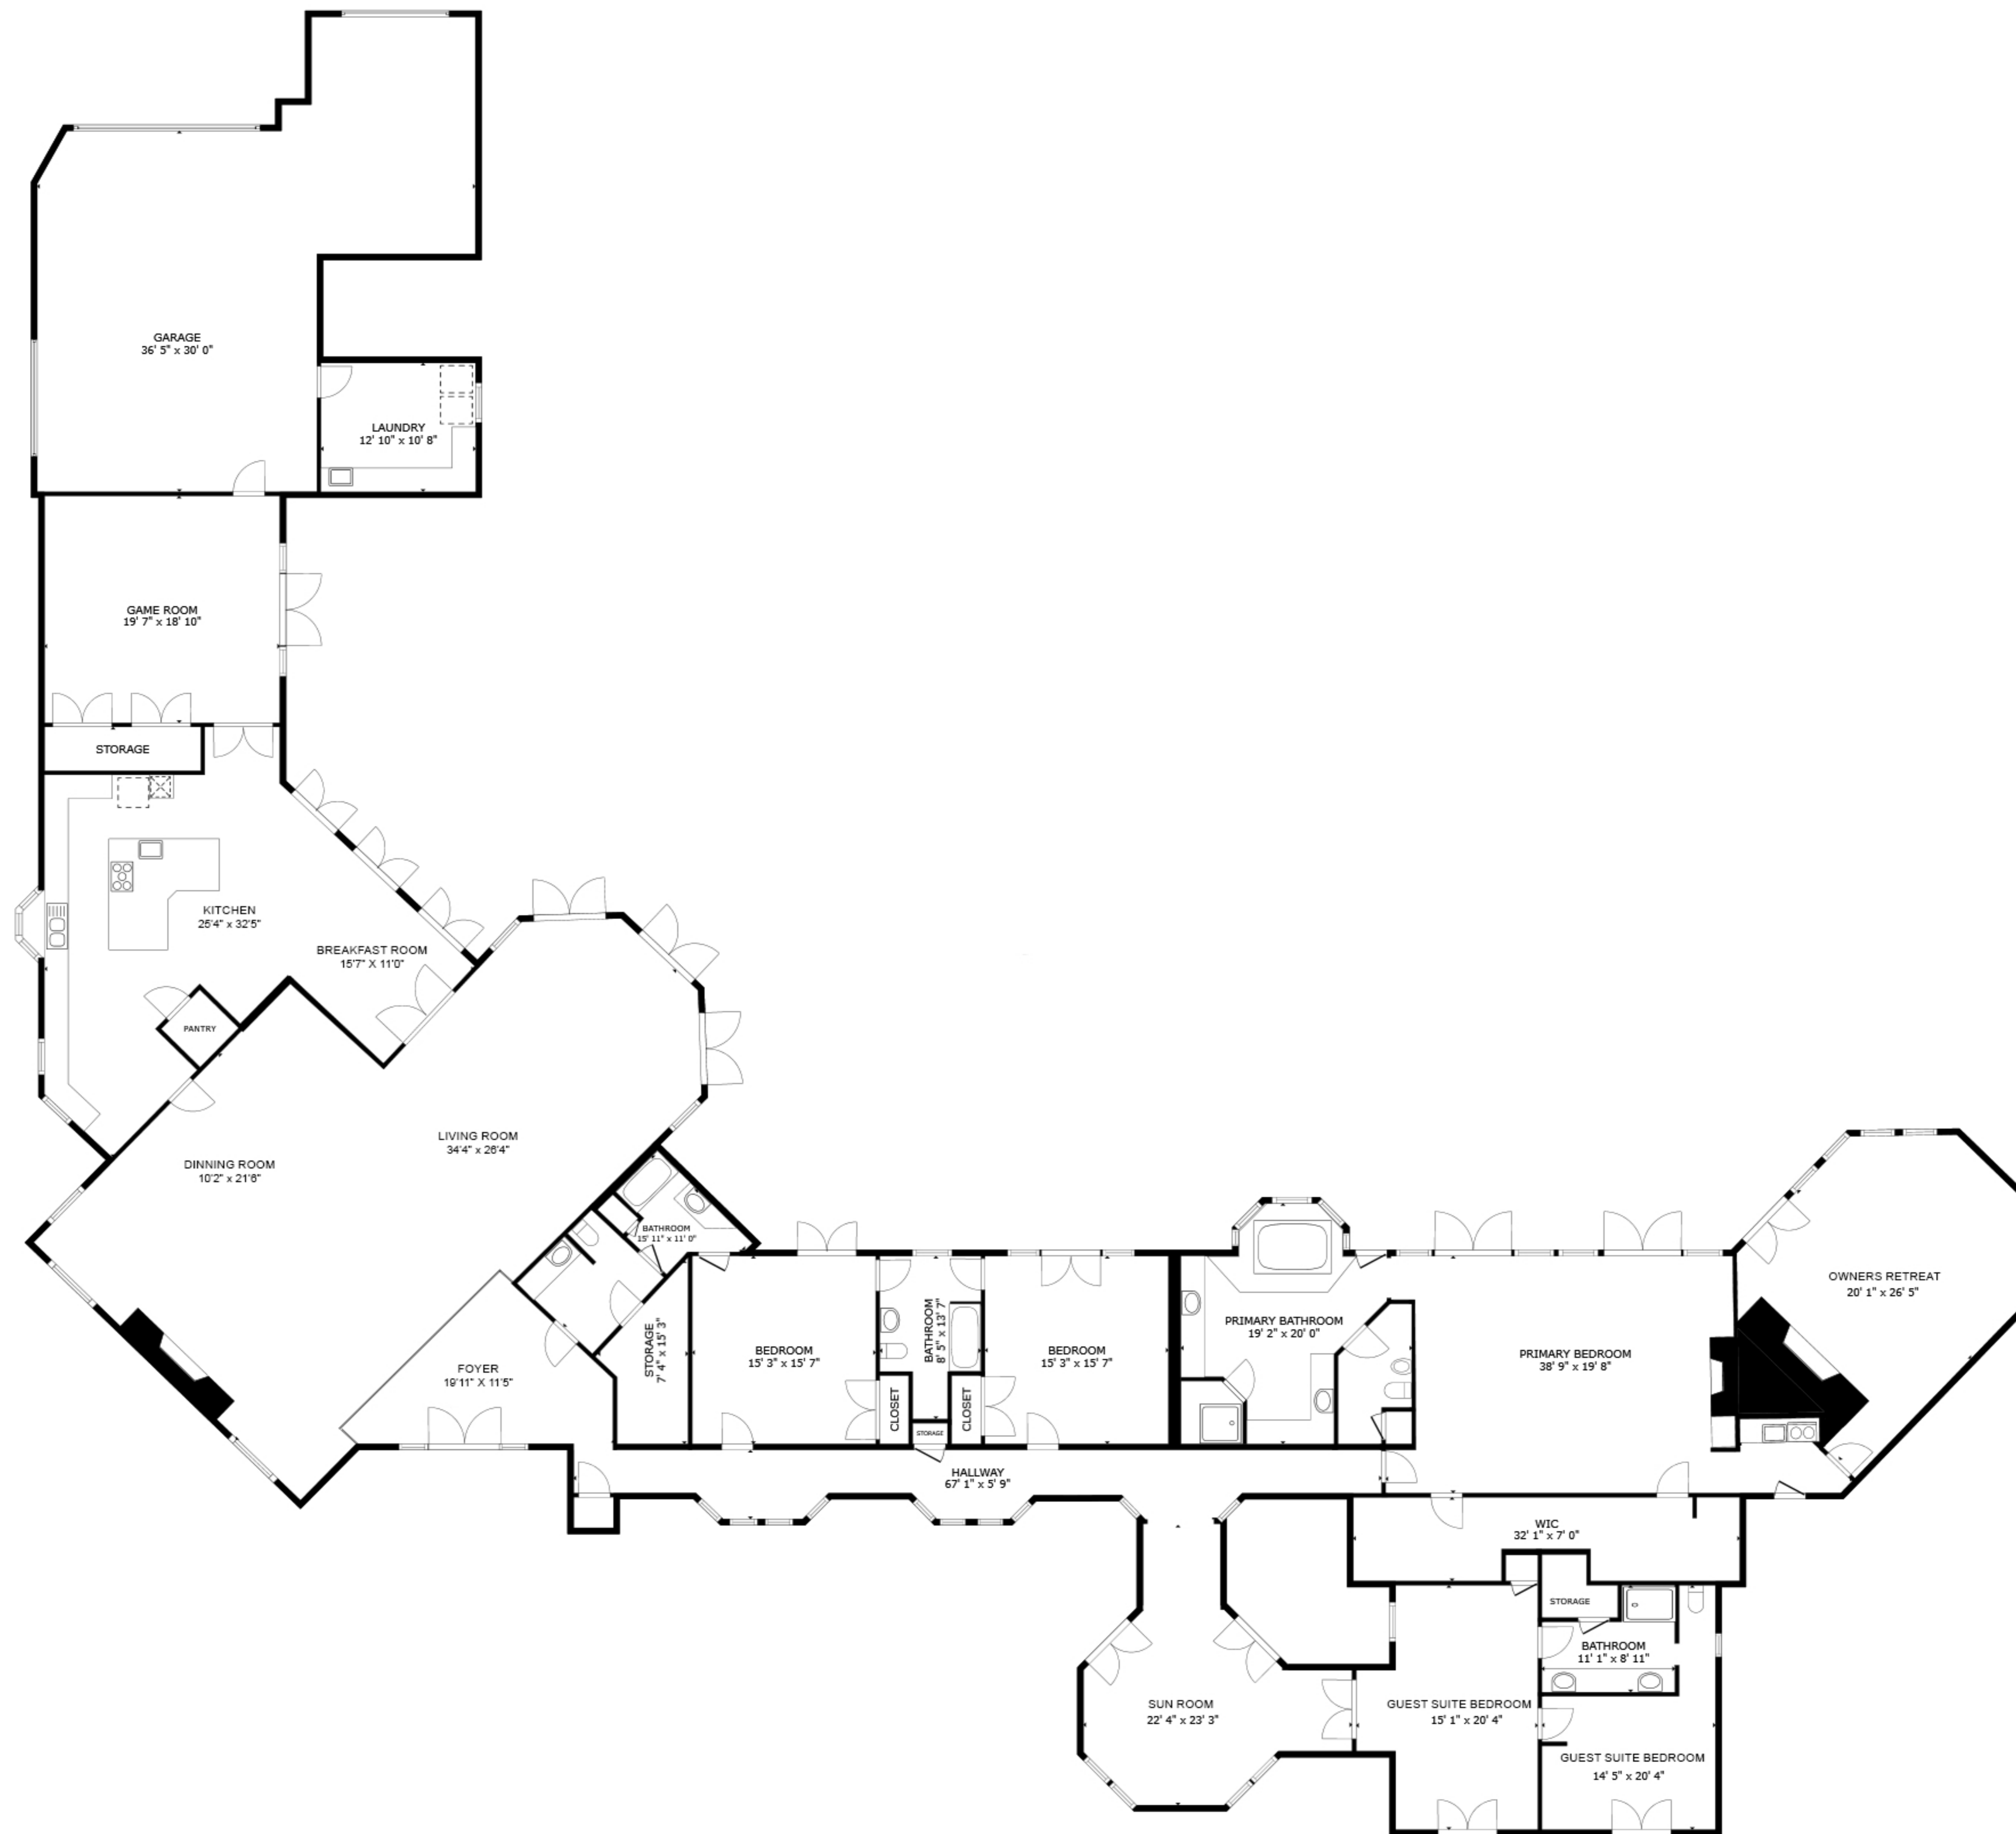 GARAGE
36' 5" x 30' 0"
LAUNDRY
12' 10" x 10' 8"
GAME ROOM
19' 7" x 18' 10"
STORAGE
KITCHEN
25'4" x 32'5"
BREAKFAST ROOM
15'7" X 11'0"
PANTRY
LIVING ROOM
34'4" x 26'4"
DINNING ROOM
10'2" x 21'6"
BATHROOM
15' 11" x 11' 0"
FOYER
19'11" X 11'5"
STORAGE
7' 4" x 15' 3"
BEDROOM
15' 3" x 15' 7"
BATHROOM
8' 5" x 13' 7"
CLOSET
STORAGE
CLOSET
BEDROOM
15' 3" x 15' 7"
PRIMARY BATHROOM
19' 2" x 20' 0"
PRIMARY BEDROOM
38' 9" x 19' 8"
OWNERS RETREAT
20' 1" x 26' 5"
HALLWAY
67' 1" x 5' 9"
WIC
32' 1" x 7' 0"
STORAGE
BATHROOM
11' 1" x 8' 11"
SUN ROOM
22' 4" x 23' 3"
GUEST SUITE BEDROOM
15' 1" x 20' 4"
GUEST SUITE BEDROOM
14' 5" x 20' 4"